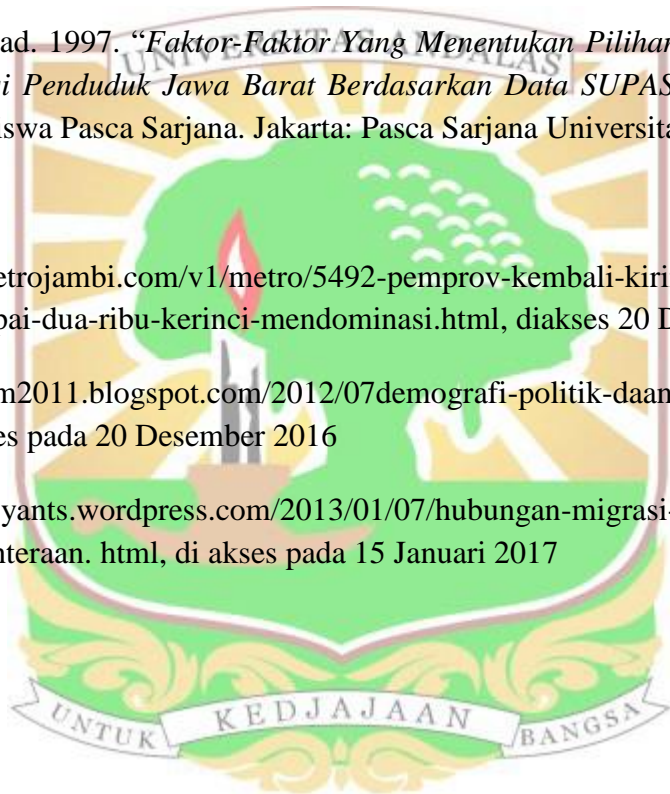 ad. 1997. “Faktor-Faktor Yang Menentukan Pilihan
UNIVERSITAS ANDALAS
i Penduduk Jawa Barat Berdasarkan Data SUPAS
iswa Pasca Sarjana. Jakarta: Pasca Sarjana Universita
etrojambi.com/v1/metro/5492-pemprov-kembali-kiri
pai-dua-ribu-kerinci-mendominasi.html, diakses 20 D
m2011.blogspot.com/2012/07demografi-politik-daan
es pada 20 Desember 2016
yants.wordpress.com/2013/01/07/hubungan-migrasi-
nteraan. html, di akses pada 15 Januari 2017
UNTUK KEDJAJAAN BANGSA